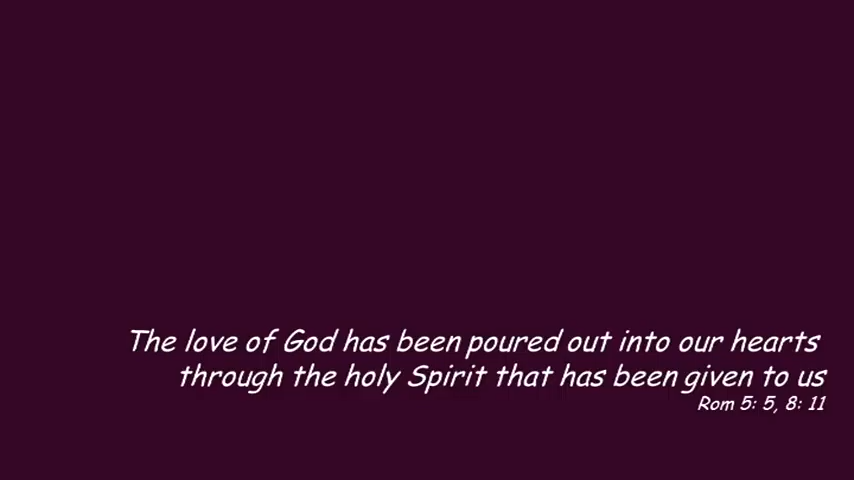 The love of God has been poured out into our hearts
through the holy Spirit that has been given to us
Rom 5: 5, 8: 11